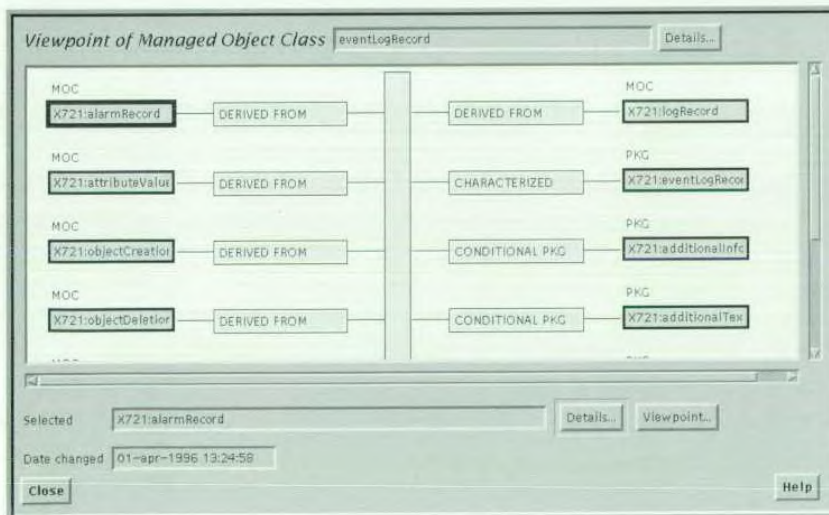 Viewpoint of Managed Object Class eventLogRecord Details...
MOC MOC
X721:alarmRecord DERIVED FROM DERIVED FROM X721:logRecord
MOC PKG
X721:attributeValue DERIVED FROM CHARACTERIZED X721:eventLogRecor
MOC PKG
X721:objectCreation DERIVED FROM CONDITIONAL PKG X721:additionalInfo
MOC PKG
X721:objectDeletion DERIVED FROM CONDITIONAL PKG X721:additionalTex
Selected X721:alarmRecord Details... Viewpoint...
Date changed 01-apr-1996 13:24:58
Close Help